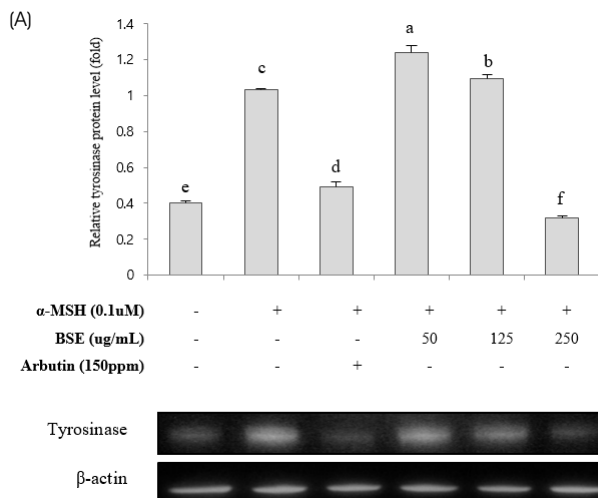 (A)
Relative tyrosinase protein level (fold)
1.4
1.2
1
0.8
0.6
0.4
0.2
0
e
c
d
a
b
f
α-MSH (0.1uM) - + + + + +
BSE (ug/mL) - - - 50 125 250
Arbutin (150ppm) - - + - - -
Tyrosinase
β-actin